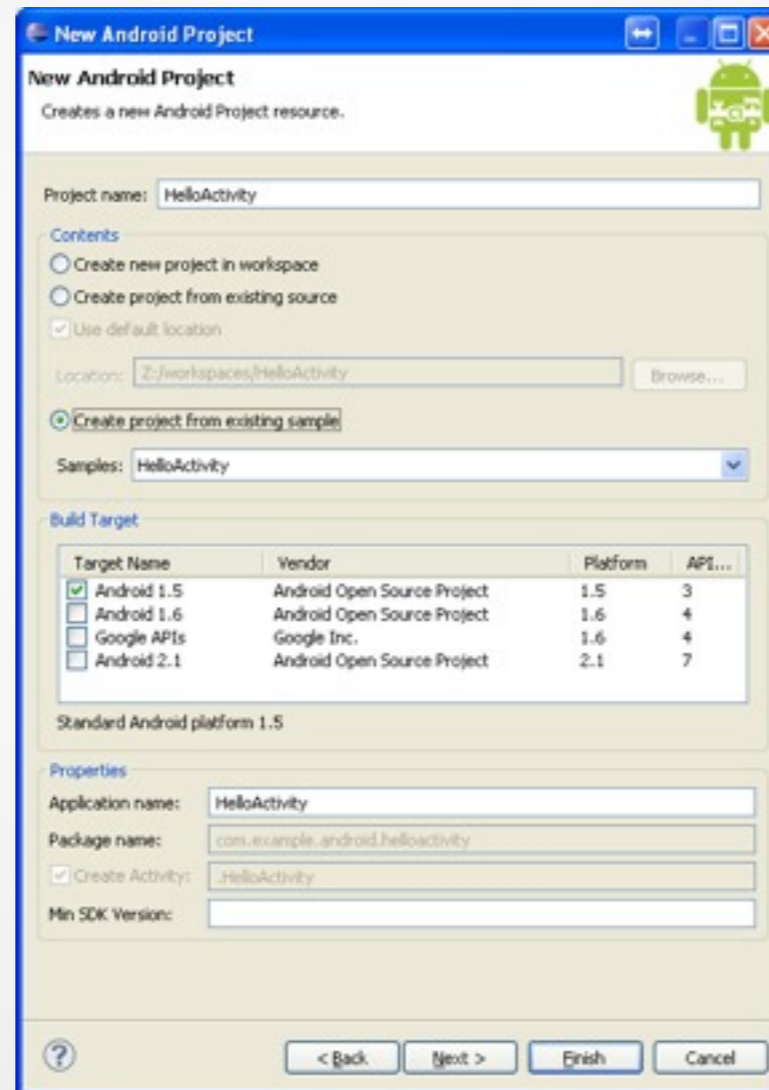 New Android Project
New Android Project
Creates a new Android Project resource.
Project name: HelloActivity
Contents
Create new project in workspace
Create project from existing source
Use default location
Location: Z:/workspaces/HelloActivity Browse...
Create project from existing sample
Samples: HelloActivity
Build Target
Target Name Vendor Platform API...
Android 1.5 Android Open Source Project 1.5 3
Android 1.6 Android Open Source Project 1.6 4
Google APIs Google Inc. 1.6 4
Android 2.1 Android Open Source Project 2.1 7
Standard Android platform 1.5
Properties
Application name: HelloActivity
Package name: com.example.android.helloactivity
Create Activity: .HelloActivity
Min SDK Version:
? < Back Next > Finish Cancel